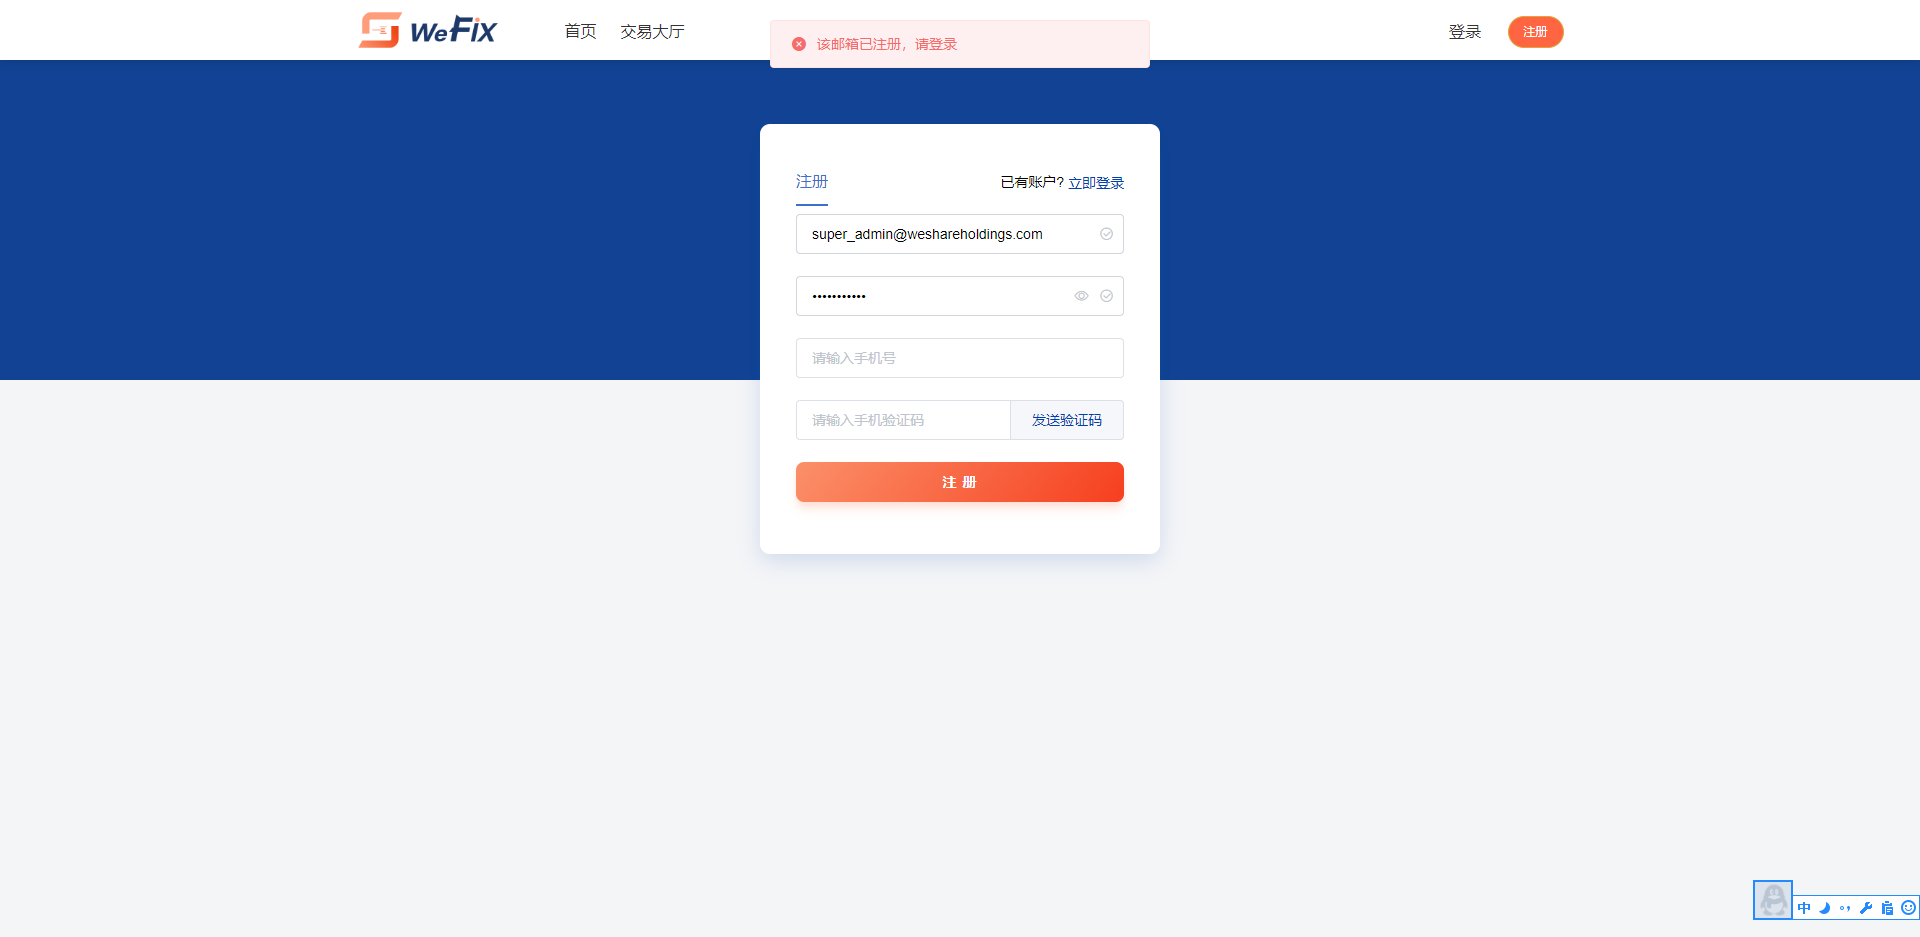 WeFix
首页
交易大厅
该邮箱已注册，请登录
登录
注册
注册
已有账户? 立即登录
super_admin@weshareholdings.com
•••••••••••
请输入手机号
请输入手机验证码
发送验证码
注 册
中